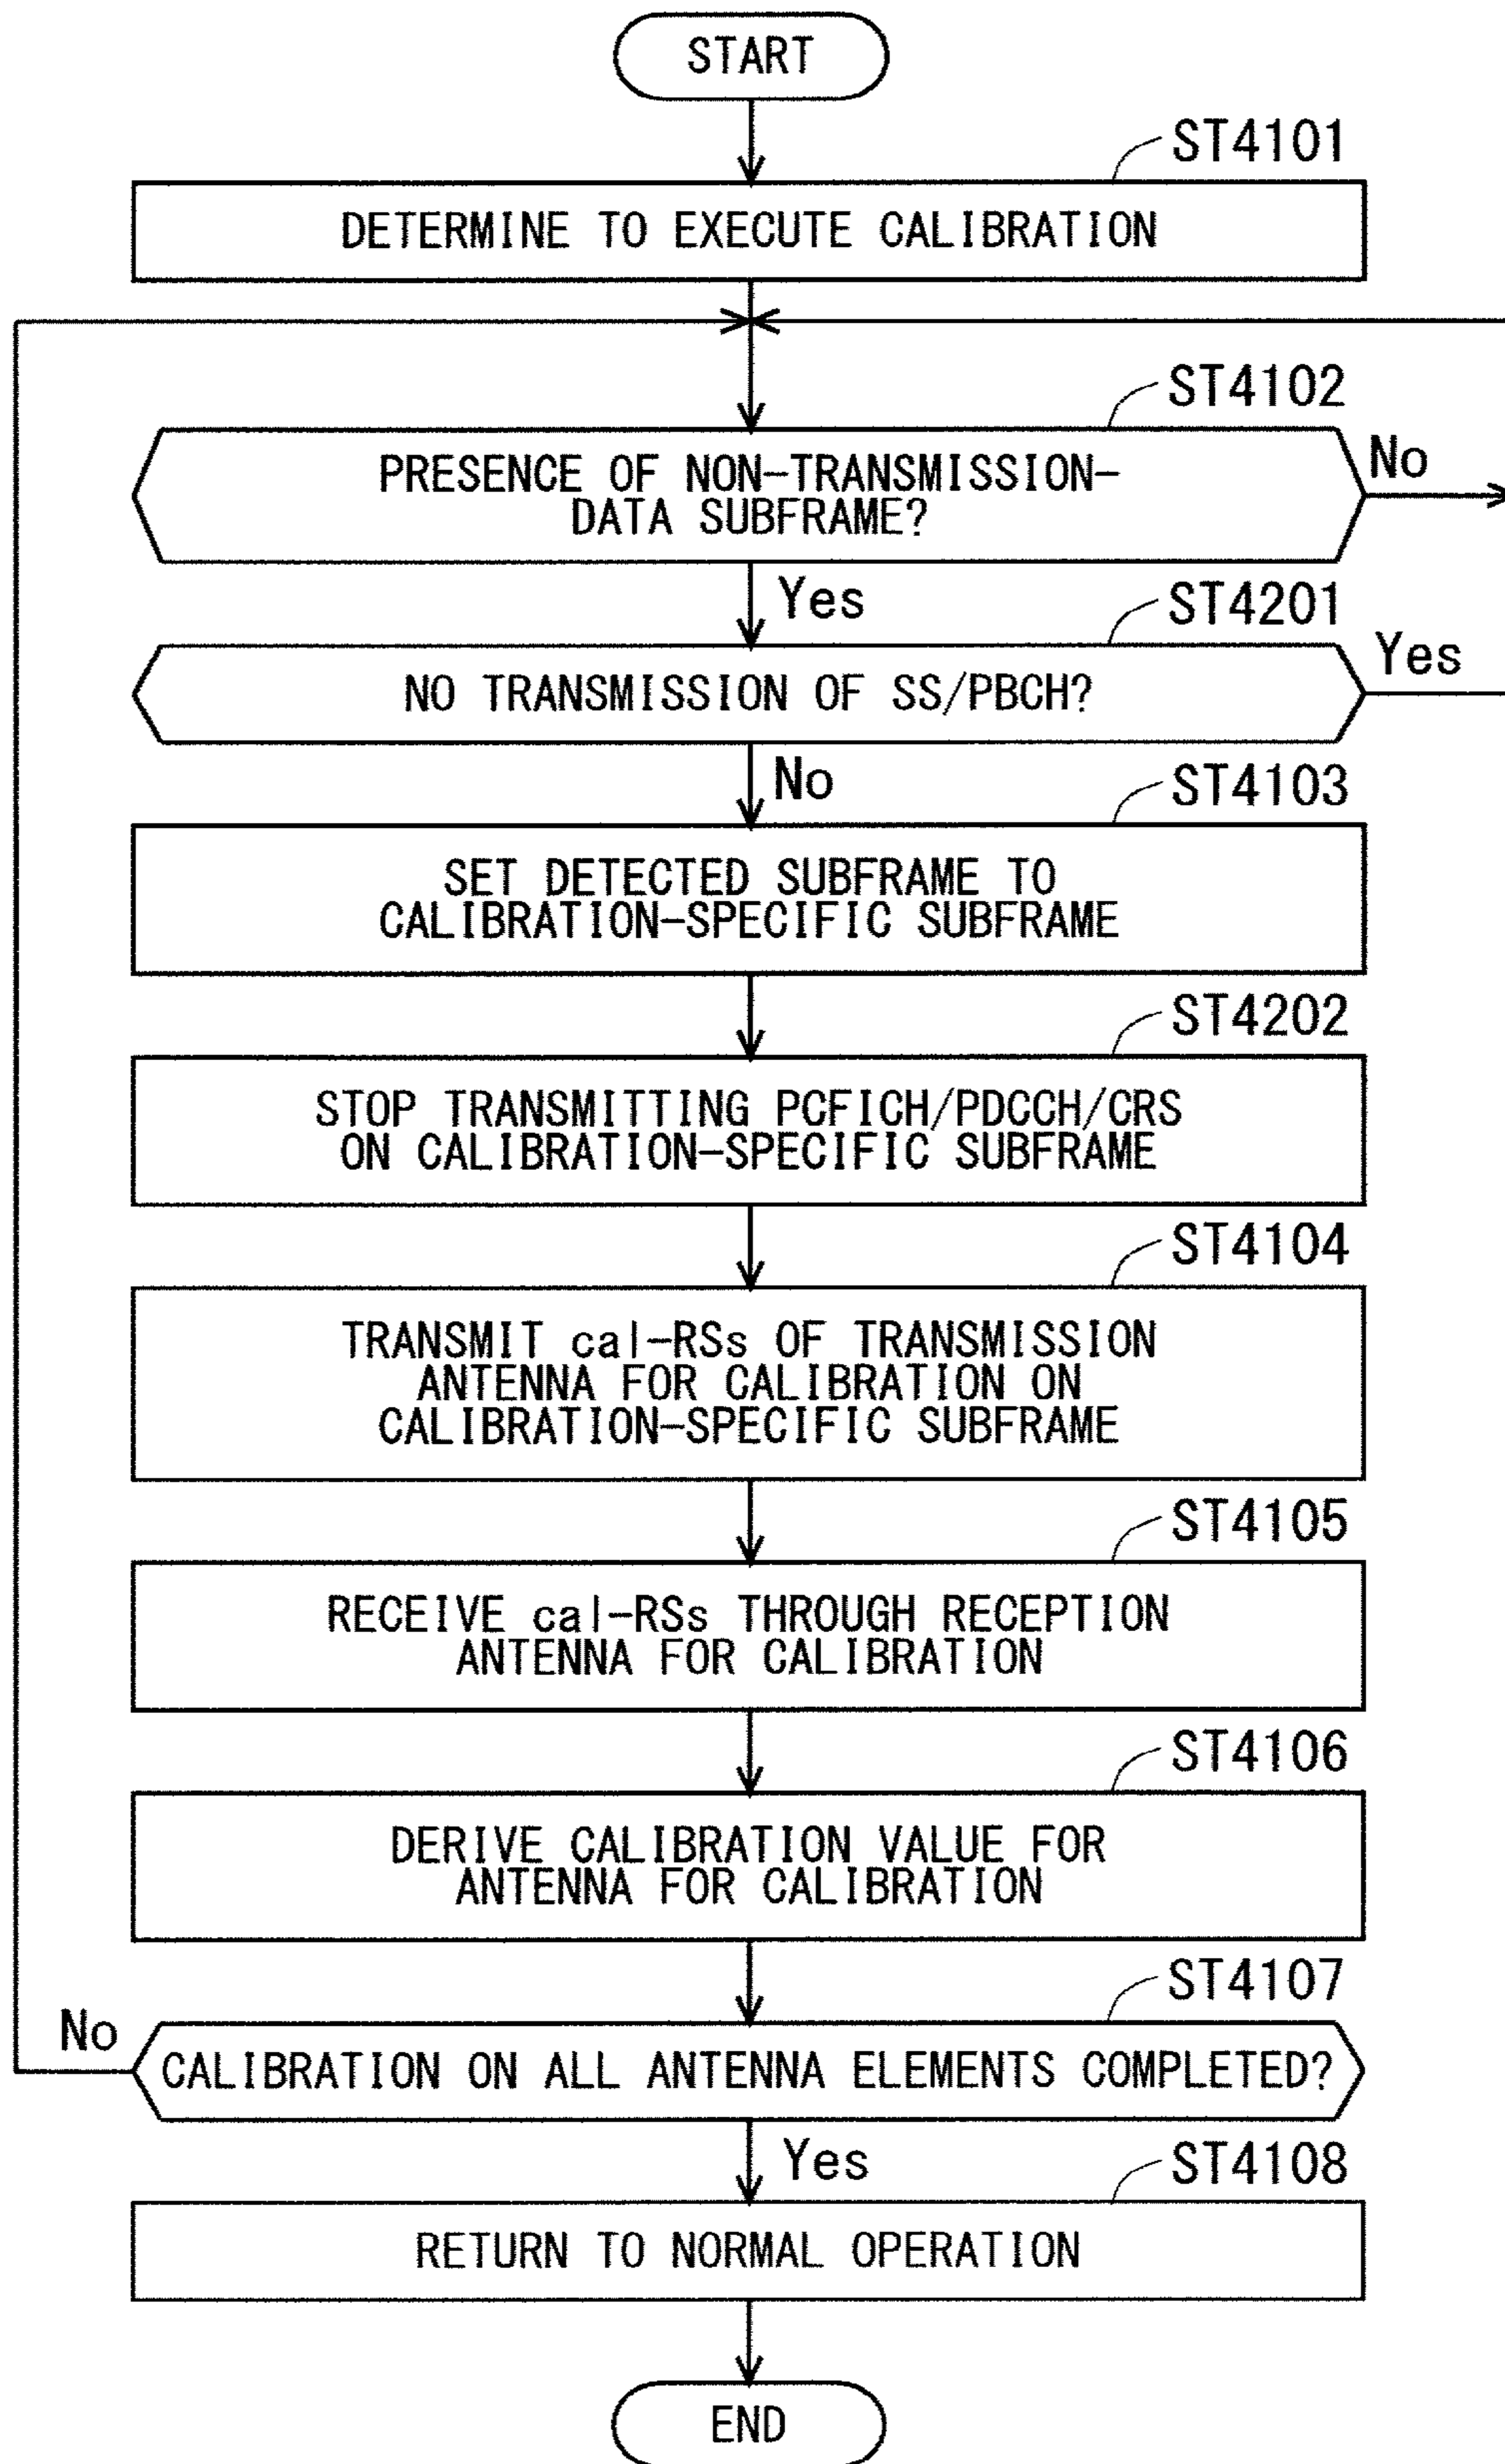 START
ST4101
DETERMINE TO EXECUTE CALIBRATION
ST4102
PRESENCE OF NON-TRANSMISSION-
DATA SUBFRAME?
No
Yes
ST4201
NO TRANSMISSION OF SS/PBCH?
Yes
No
ST4103
SET DETECTED SUBFRAME TO
CALIBRATION-SPECIFIC SUBFRAME
ST4202
STOP TRANSMITTING PCFICH/PDCCH/CRS
ON CALIBRATION-SPECIFIC SUBFRAME
ST4104
TRANSMIT cal-RSs OF TRANSMISSION
ANTENNA FOR CALIBRATION ON
CALIBRATION-SPECIFIC SUBFRAME
ST4105
RECEIVE cal-RSs THROUGH RECEPTION
ANTENNA FOR CALIBRATION
ST4106
DERIVE CALIBRATION VALUE FOR
ANTENNA FOR CALIBRATION
ST4107
No
CALIBRATION ON ALL ANTENNA ELEMENTS COMPLETED?
Yes
ST4108
RETURN TO NORMAL OPERATION
END